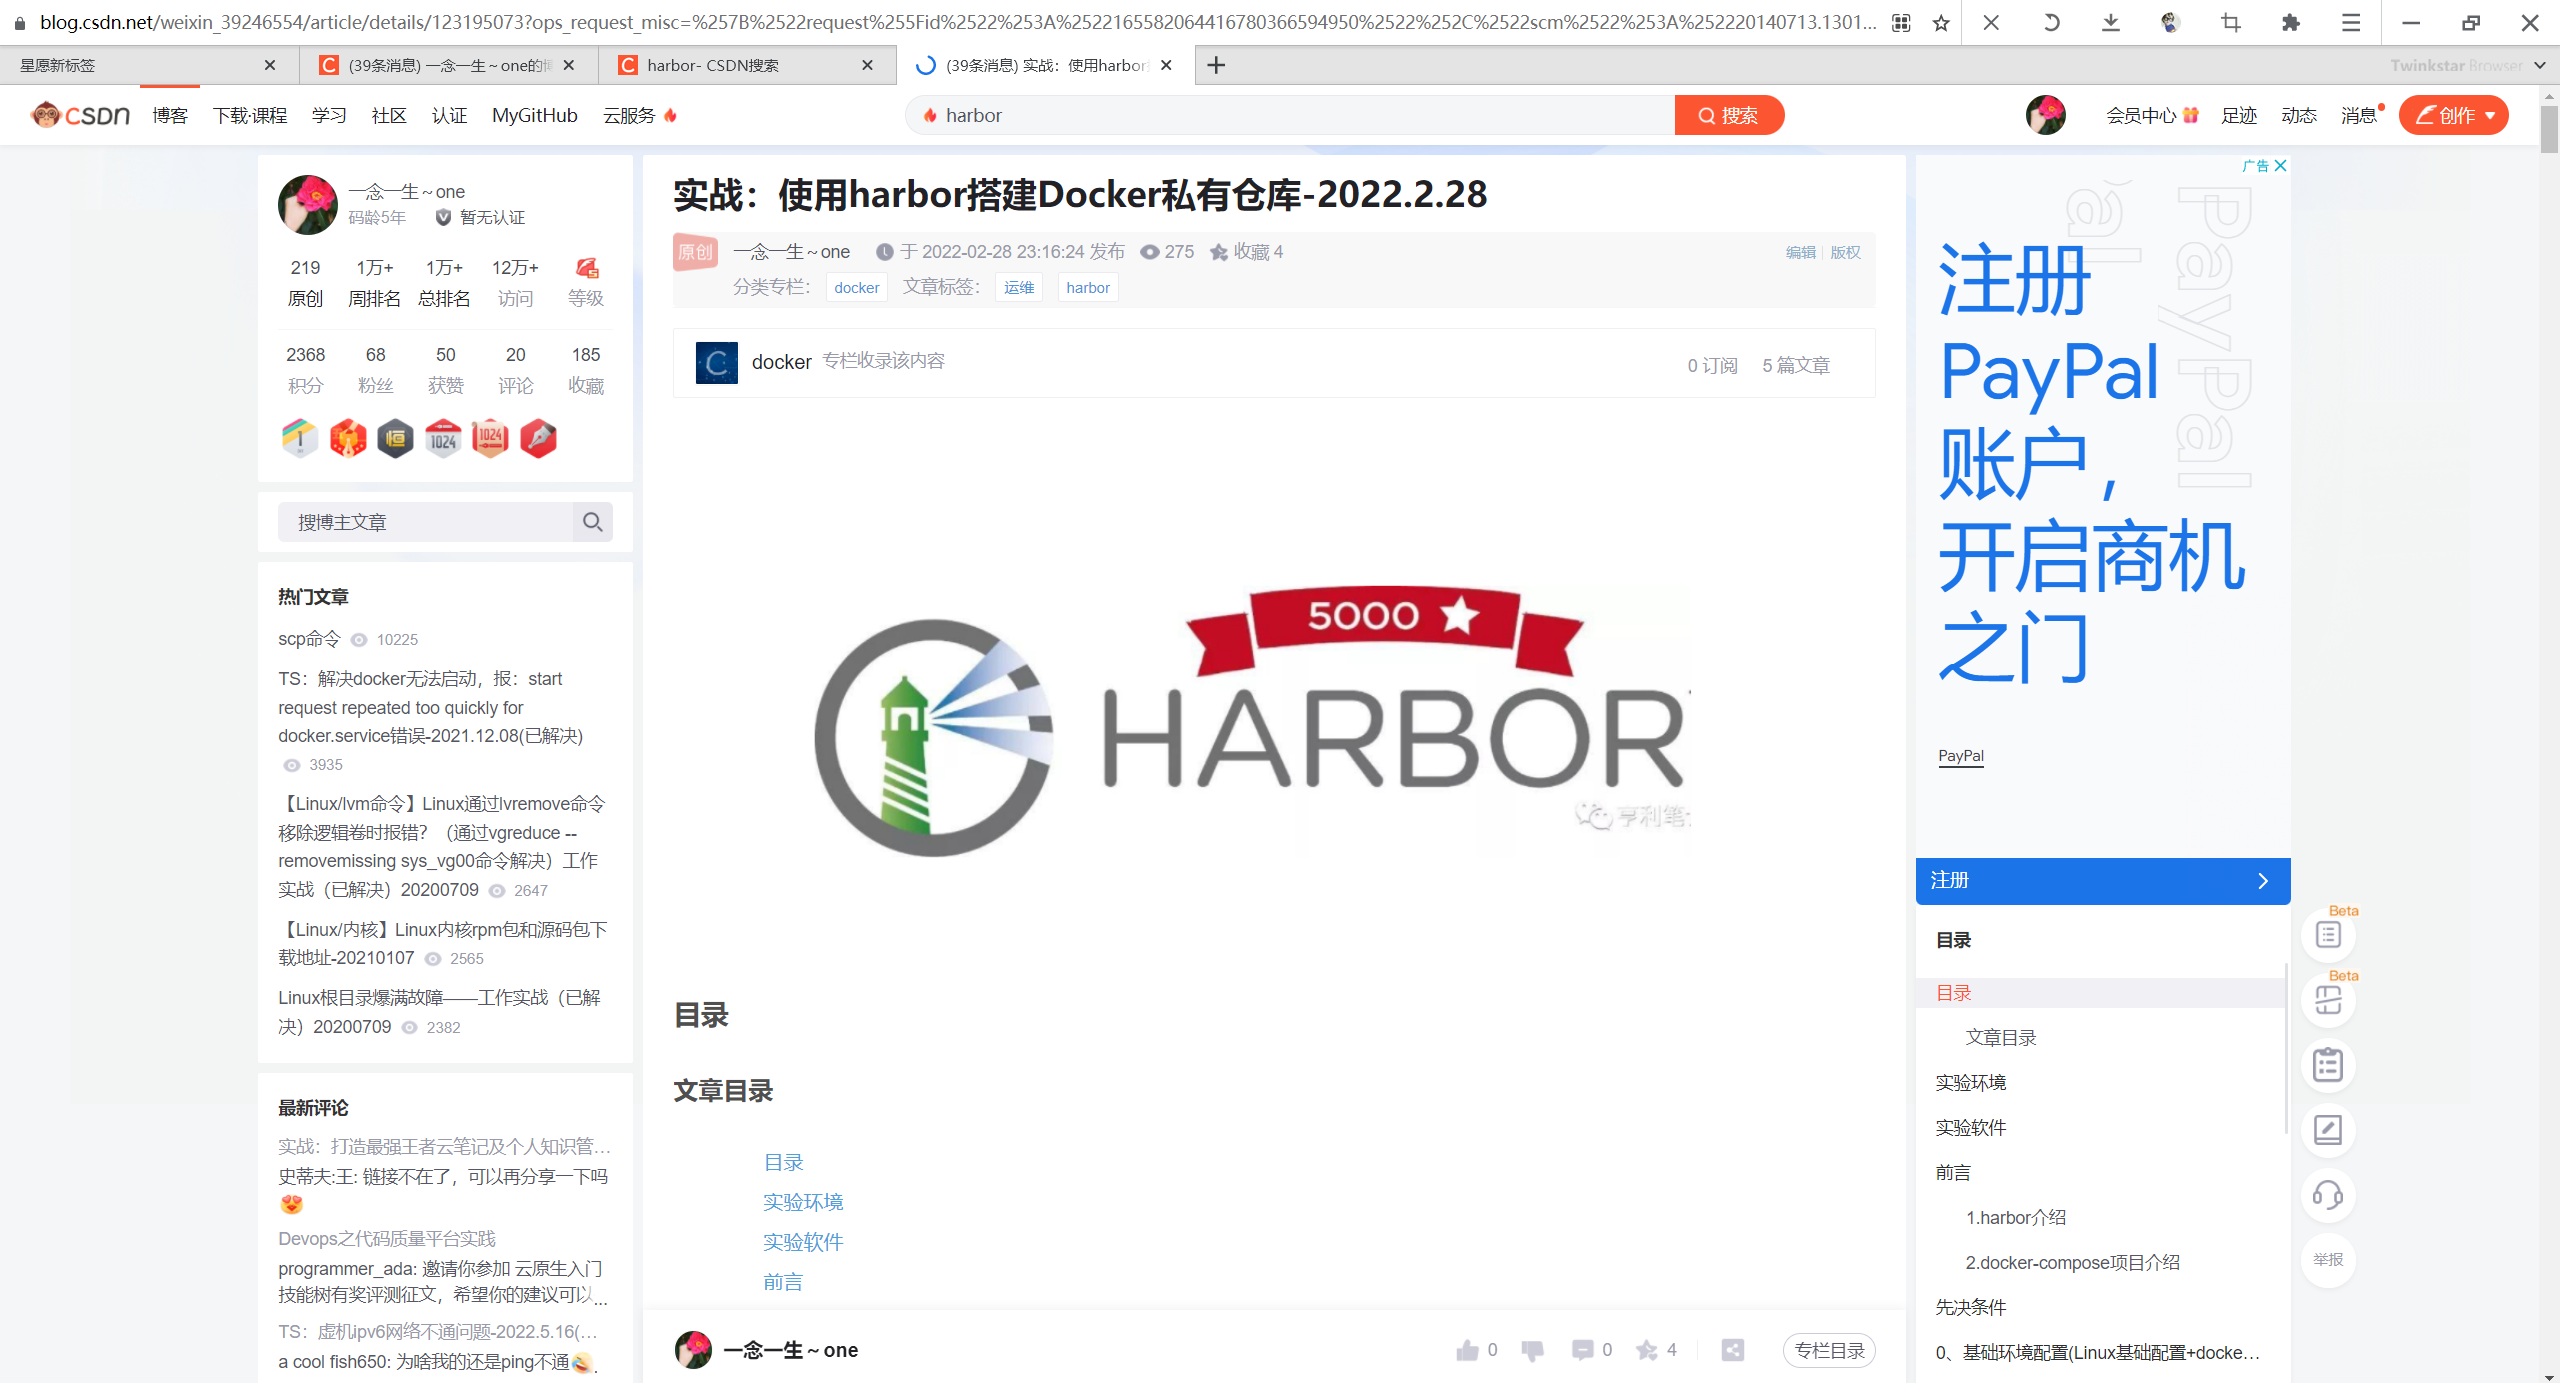 blog.csdn.net/weixin_39246554/article/details/123195073?ops_request_misc=%257B%2522request%255Fid%2522%253A%2522165582064416780366594950%2522%252C%2522scm%2522%253A%252220140713.1301...
星愿新标签
(39条消息) 一念一生～one的博
harbor- CSDN搜索
(39条消息) 实战：使用harbor
Twinkstar Browser
CSDN 博客 下载·课程 学习 社区 认证 MyGitHub 云服务
harbor
搜索
会员中心 足迹 动态 消息 创作
一念一生～one
码龄5年 暂无认证
219 1万+ 1万+ 12万+
原创 周排名 总排名 访问 等级
2368 68 50 20 185
积分 粉丝 获赞 评论 收藏
1024 1024
搜博主文章
热门文章
scp命令 10225
TS：解决docker无法启动，报：start
request repeated too quickly for
docker.service错误-2021.12.08(已解决)
3935
【Linux/lvm命令】Linux通过lvremove命令
移除逻辑卷时报错？（通过vgreduce --
removemissing sys_vg00命令解决）工作
实战（已解决）20200709 2647
【Linux/内核】Linux内核rpm包和源码包下
载地址-20210107 2565
Linux根目录爆满故障——工作实战（已解
决）20200709 2382
最新评论
实战：打造最强王者云笔记及个人知识管...
史蒂夫:王: 链接不在了，可以再分享一下吗
Devops之代码质量平台实践
programmer_ada: 邀请你参加 云原生入门
技能树有奖评测征文，希望你的建议可以...
TS：虚机ipv6网络不通问题-2022.5.16(...
a cool fish650: 为啥我的还是ping不通.
实战：使用harbor搭建Docker私有仓库-2022.2.28
原创 一念一生～one 于 2022-02-28 23:16:24 发布 275 收藏 4 编辑 版权
分类专栏： docker 文章标签： 运维 harbor
docker 专栏收录该内容 0 订阅 5 篇文章
5000
HARBOR
亨利笔
目录
文章目录
目录
实验环境
实验软件
前言
一念一生～one 0 0 4 专栏目录
广告
PayPal
注册
PayPal
账户，
开启商机
之门
PayPal
注册
目录
目录
文章目录
实验环境
实验软件
前言
1.harbor介绍
2.docker-compose项目介绍
先决条件
0、基础环境配置(Linux基础配置+docke...
Beta
Beta
举报